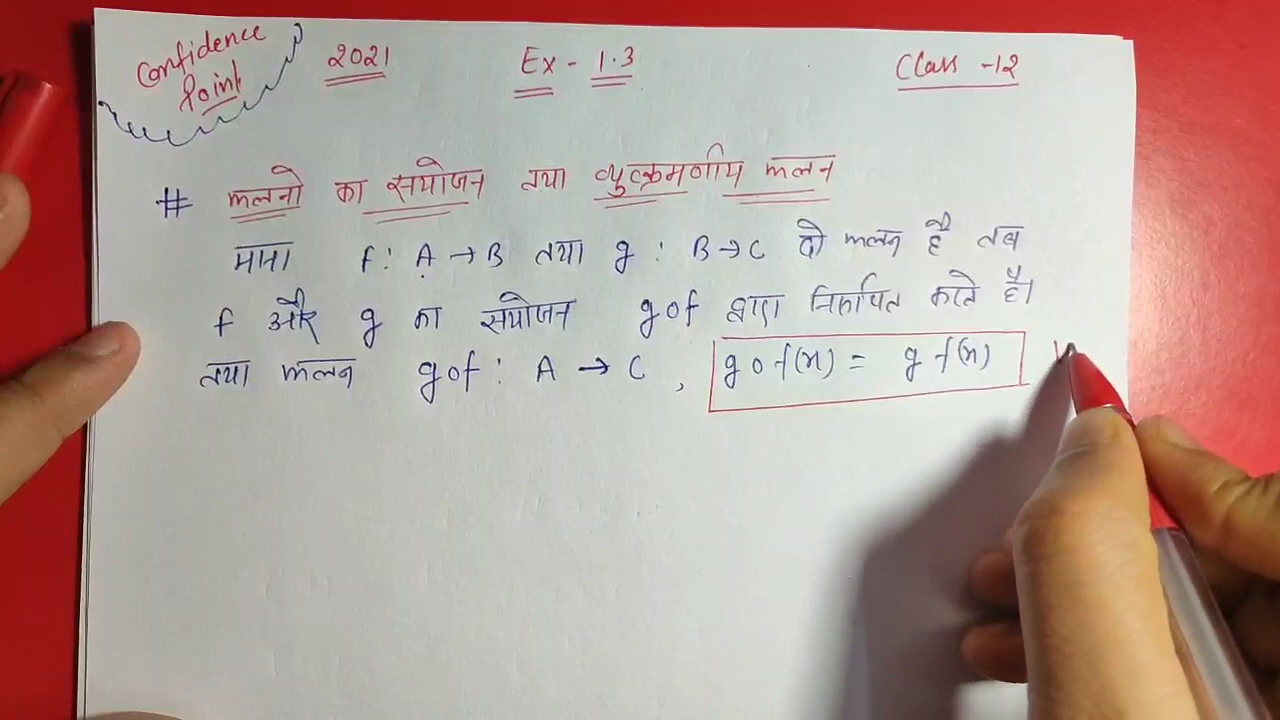 Confidence Point 2021 Ex - 1.3 Class - 12
# फलनो का संयोजन तथा व्युत्क्रमणीय फलन
माना f : A → B तथा g : B → C दो फलन है तब
f और g का संयोजन gof द्वारा निरूपित करते है।
तथा फलन gof : A → C , gof(x) = g f(x)